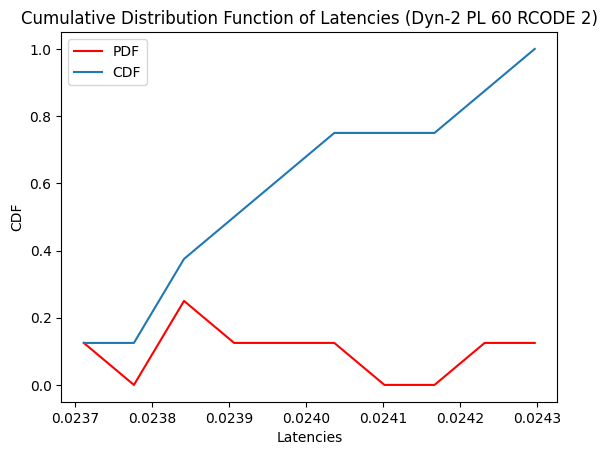 Cumulative Distribution Function of Latencies (Dyn-2 PL 60 RCODE 2)
PDF
CDF
CDF
1.0
0.8
0.6
0.4
0.2
0.0
0.0237 0.0238 0.0239 0.0240 0.0241 0.0242 0.0243
Latencies